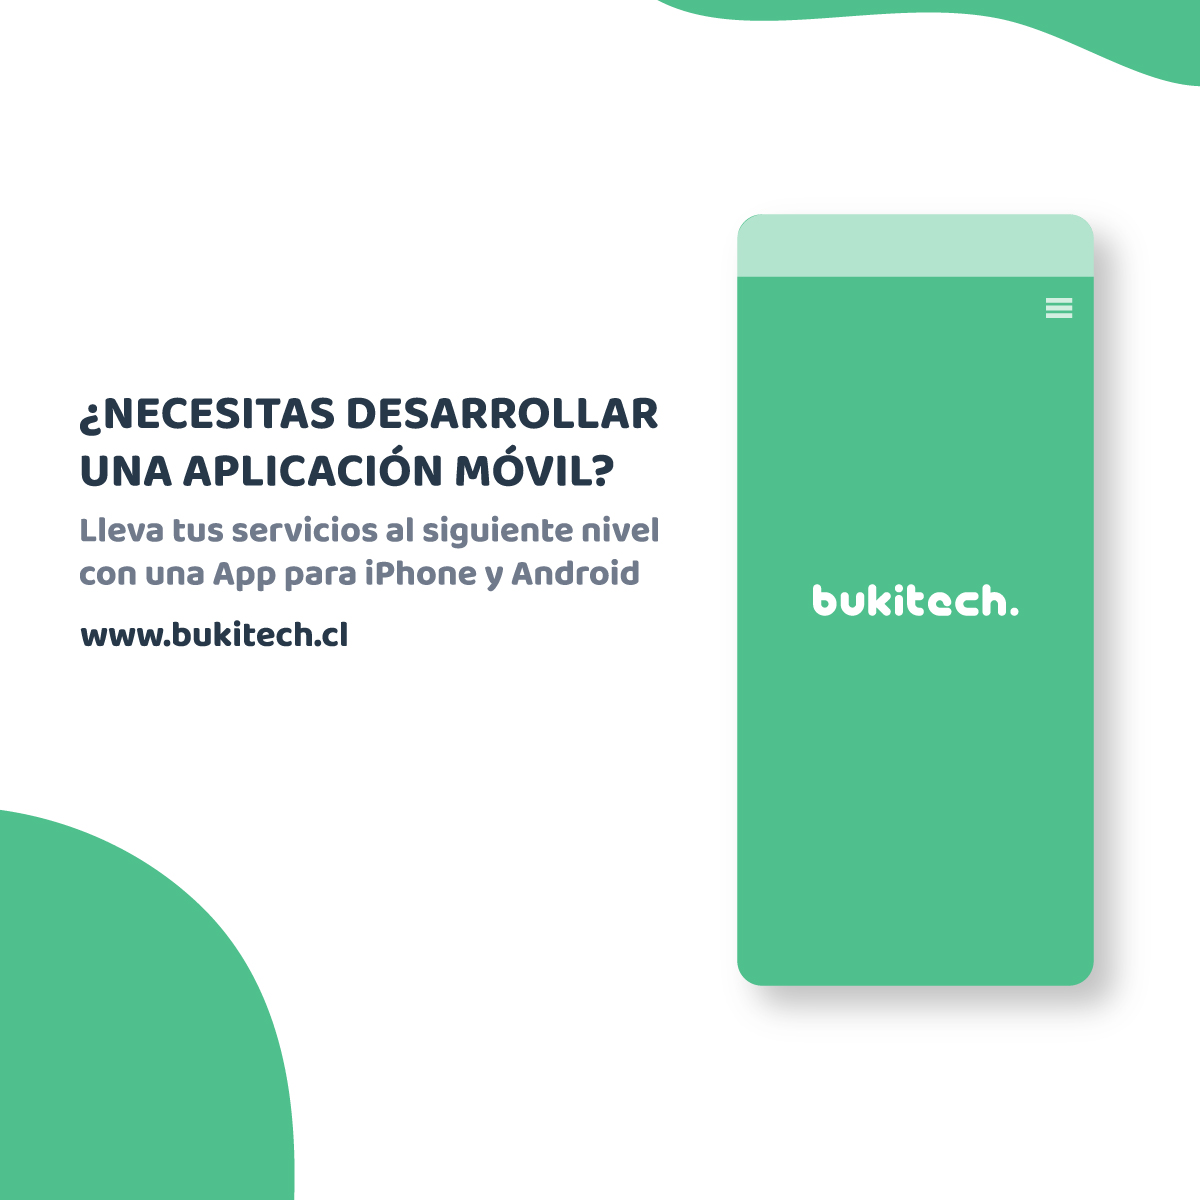 ¿NECESITAS DESARROLLAR
UNA APLICACIÓN MÓVIL?
Lleva tus servicios al siguiente nivel
con una App para iPhone y Android
www.bukitech.cl
bukitech.